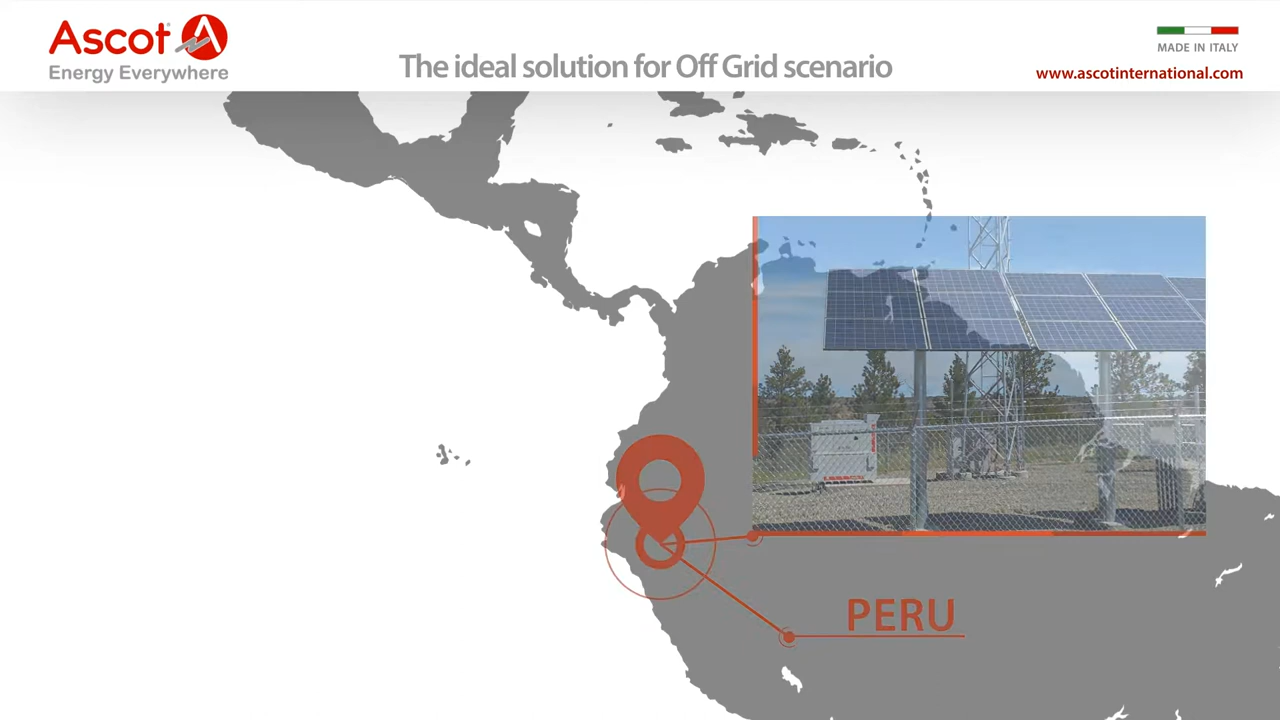 Ascot
Energy Everywhere
The ideal solution for Off Grid scenario
MADE IN ITALY
www.ascotinternational.com
PERU